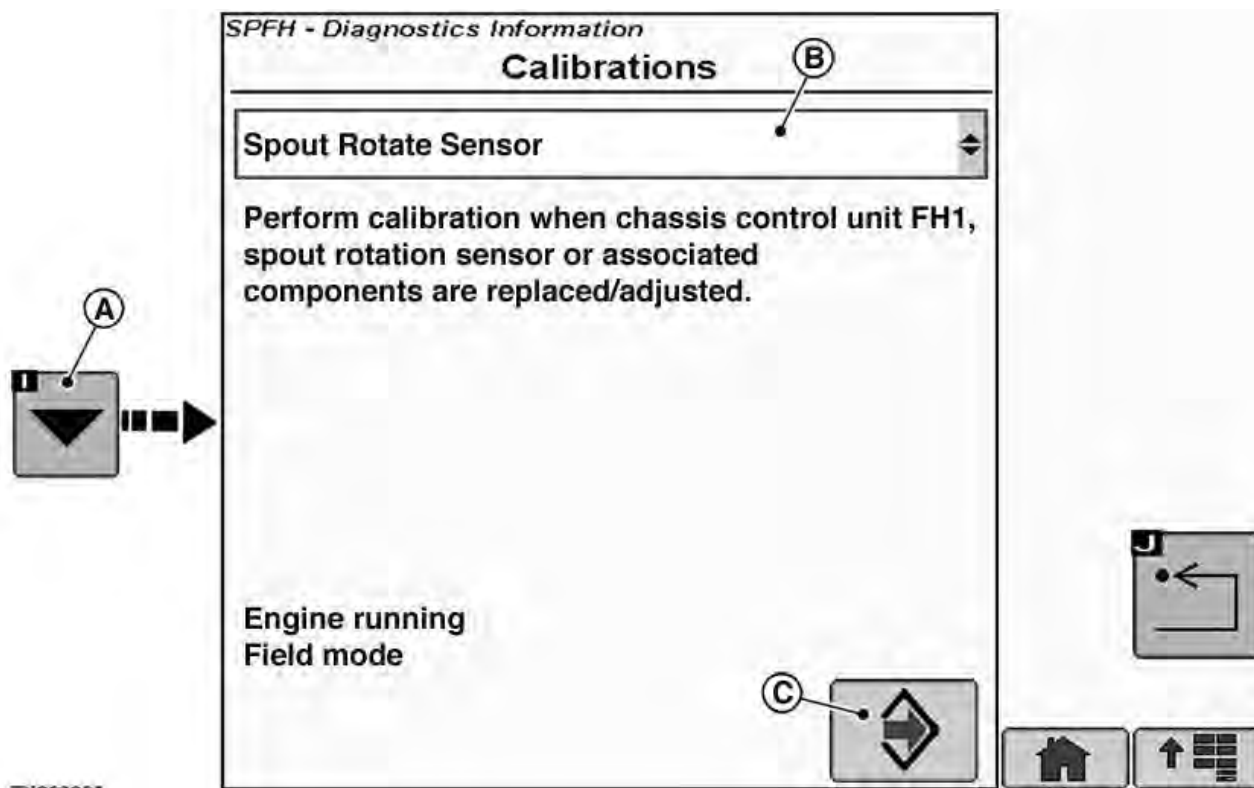 SPFH - Diagnostics Information
Calibrations
B
Spout Rotate Sensor
Perform calibration when chassis control unit FH1,
spout rotation sensor or associated
components are replaced/adjusted.
A
I
J
Engine running
Field mode
C